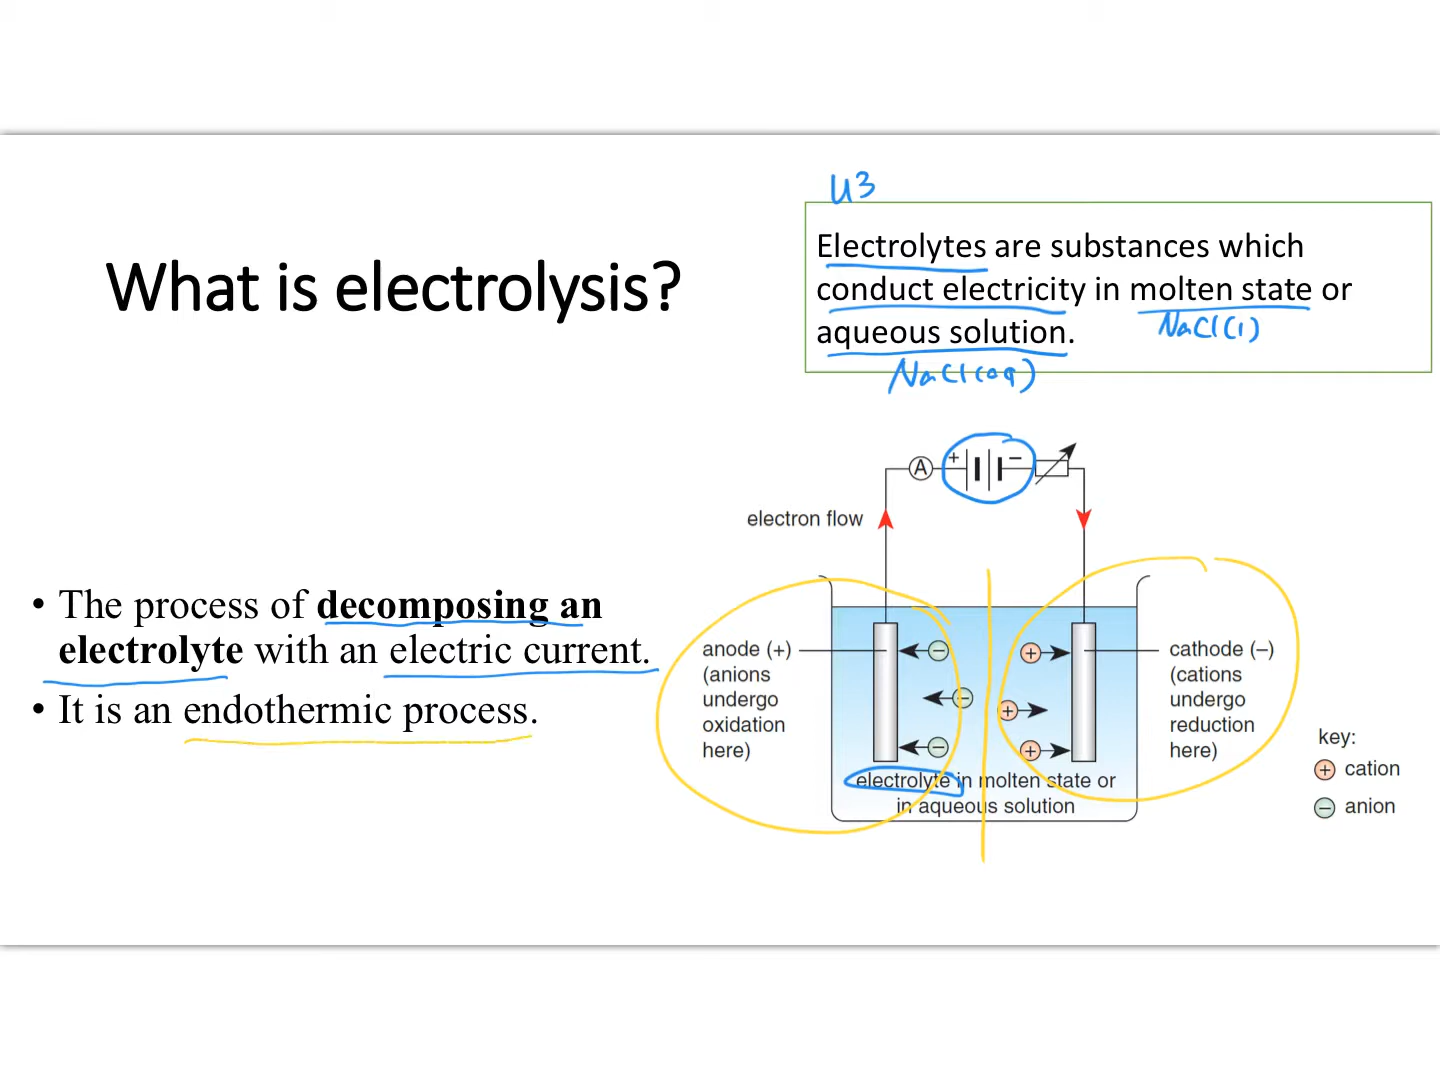 U3
What is electrolysis?
Electrolytes are substances which
conduct electricity in molten state or
NaCl(l)
aqueous solution.
NaCl(aq)
• The process of decomposing an
electrolyte with an electric current.
• It is an endothermic process.
A
+
−
electron flow
anode (+)
(anions
undergo
oxidation
here)
cathode (–)
(cations
undergo
reduction
here)
electrolyte in molten state or
in aqueous solution
key:
+ cation
− anion